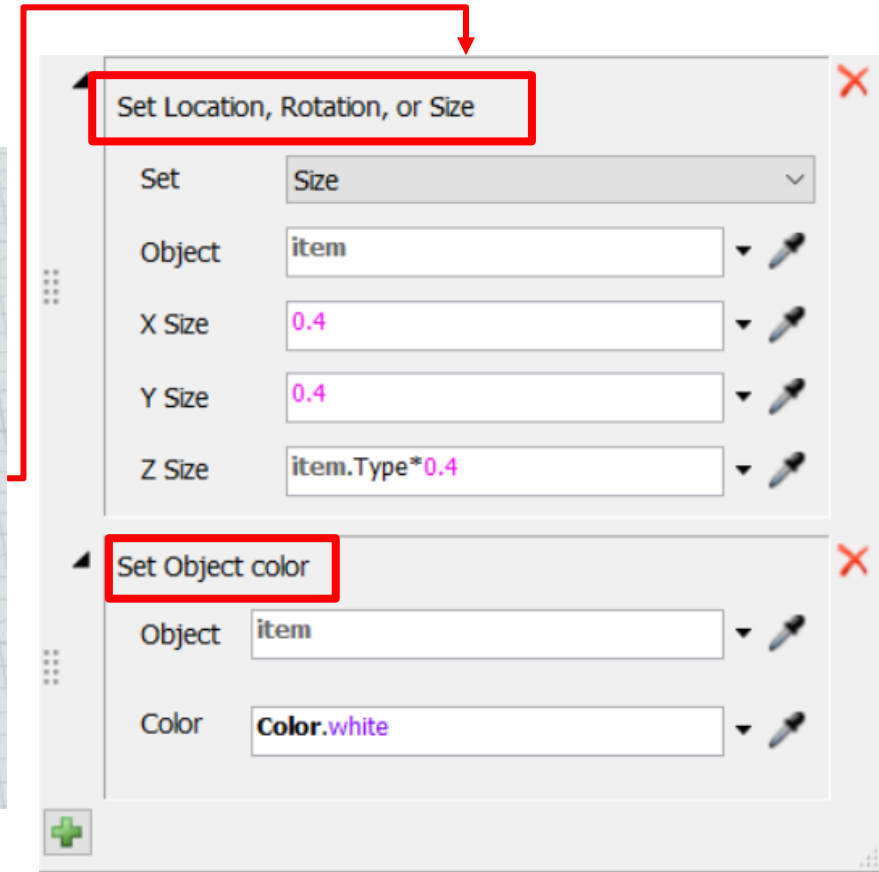 Set Location, Rotation, or Size
Set Size
Object item
X Size 0.4
Y Size 0.4
Z Size item.Type*0.4
Set Object color
Object item
Color Color.white